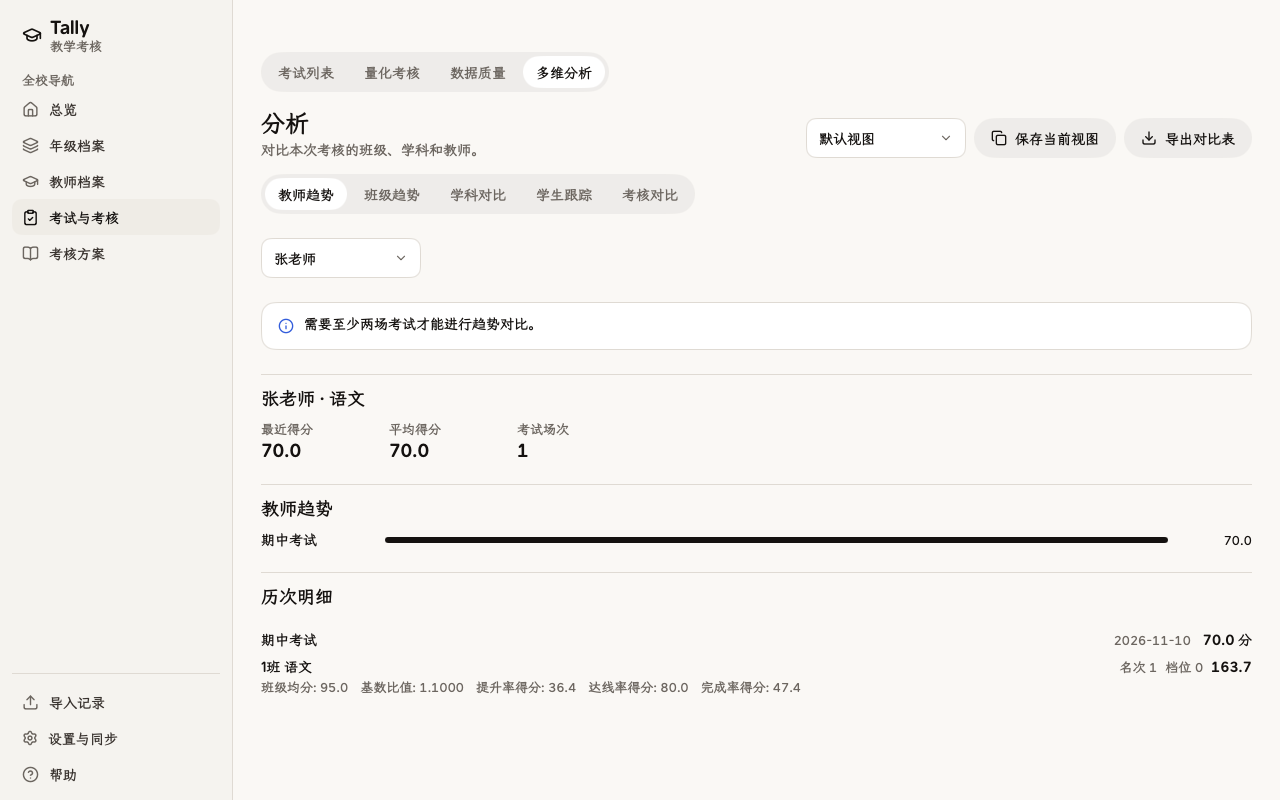 Tally
教学考核
全校导航
总览
年级档案
教师档案
考试与考核
考核方案
导入记录
设置与同步
帮助
考试列表 量化考核 数据质量 多维分析
分析
对比本次考核的班级、学科和教师。
默认视图 保存当前视图 导出对比表
教师趋势 班级趋势 学科对比 学生跟踪 考核对比
张老师
需要至少两场考试才能进行趋势对比。
张老师 · 语文
最近得分 平均得分 考试场次
70.0 70.0 1
教师趋势
期中考试 70.0
历次明细
期中考试 2026-11-10 70.0 分
1班 语文 名次 1 档位 0 163.7
班级均分: 95.0 基数比值: 1.1000 提升率得分: 36.4 达线率得分: 80.0 完成率得分: 47.4